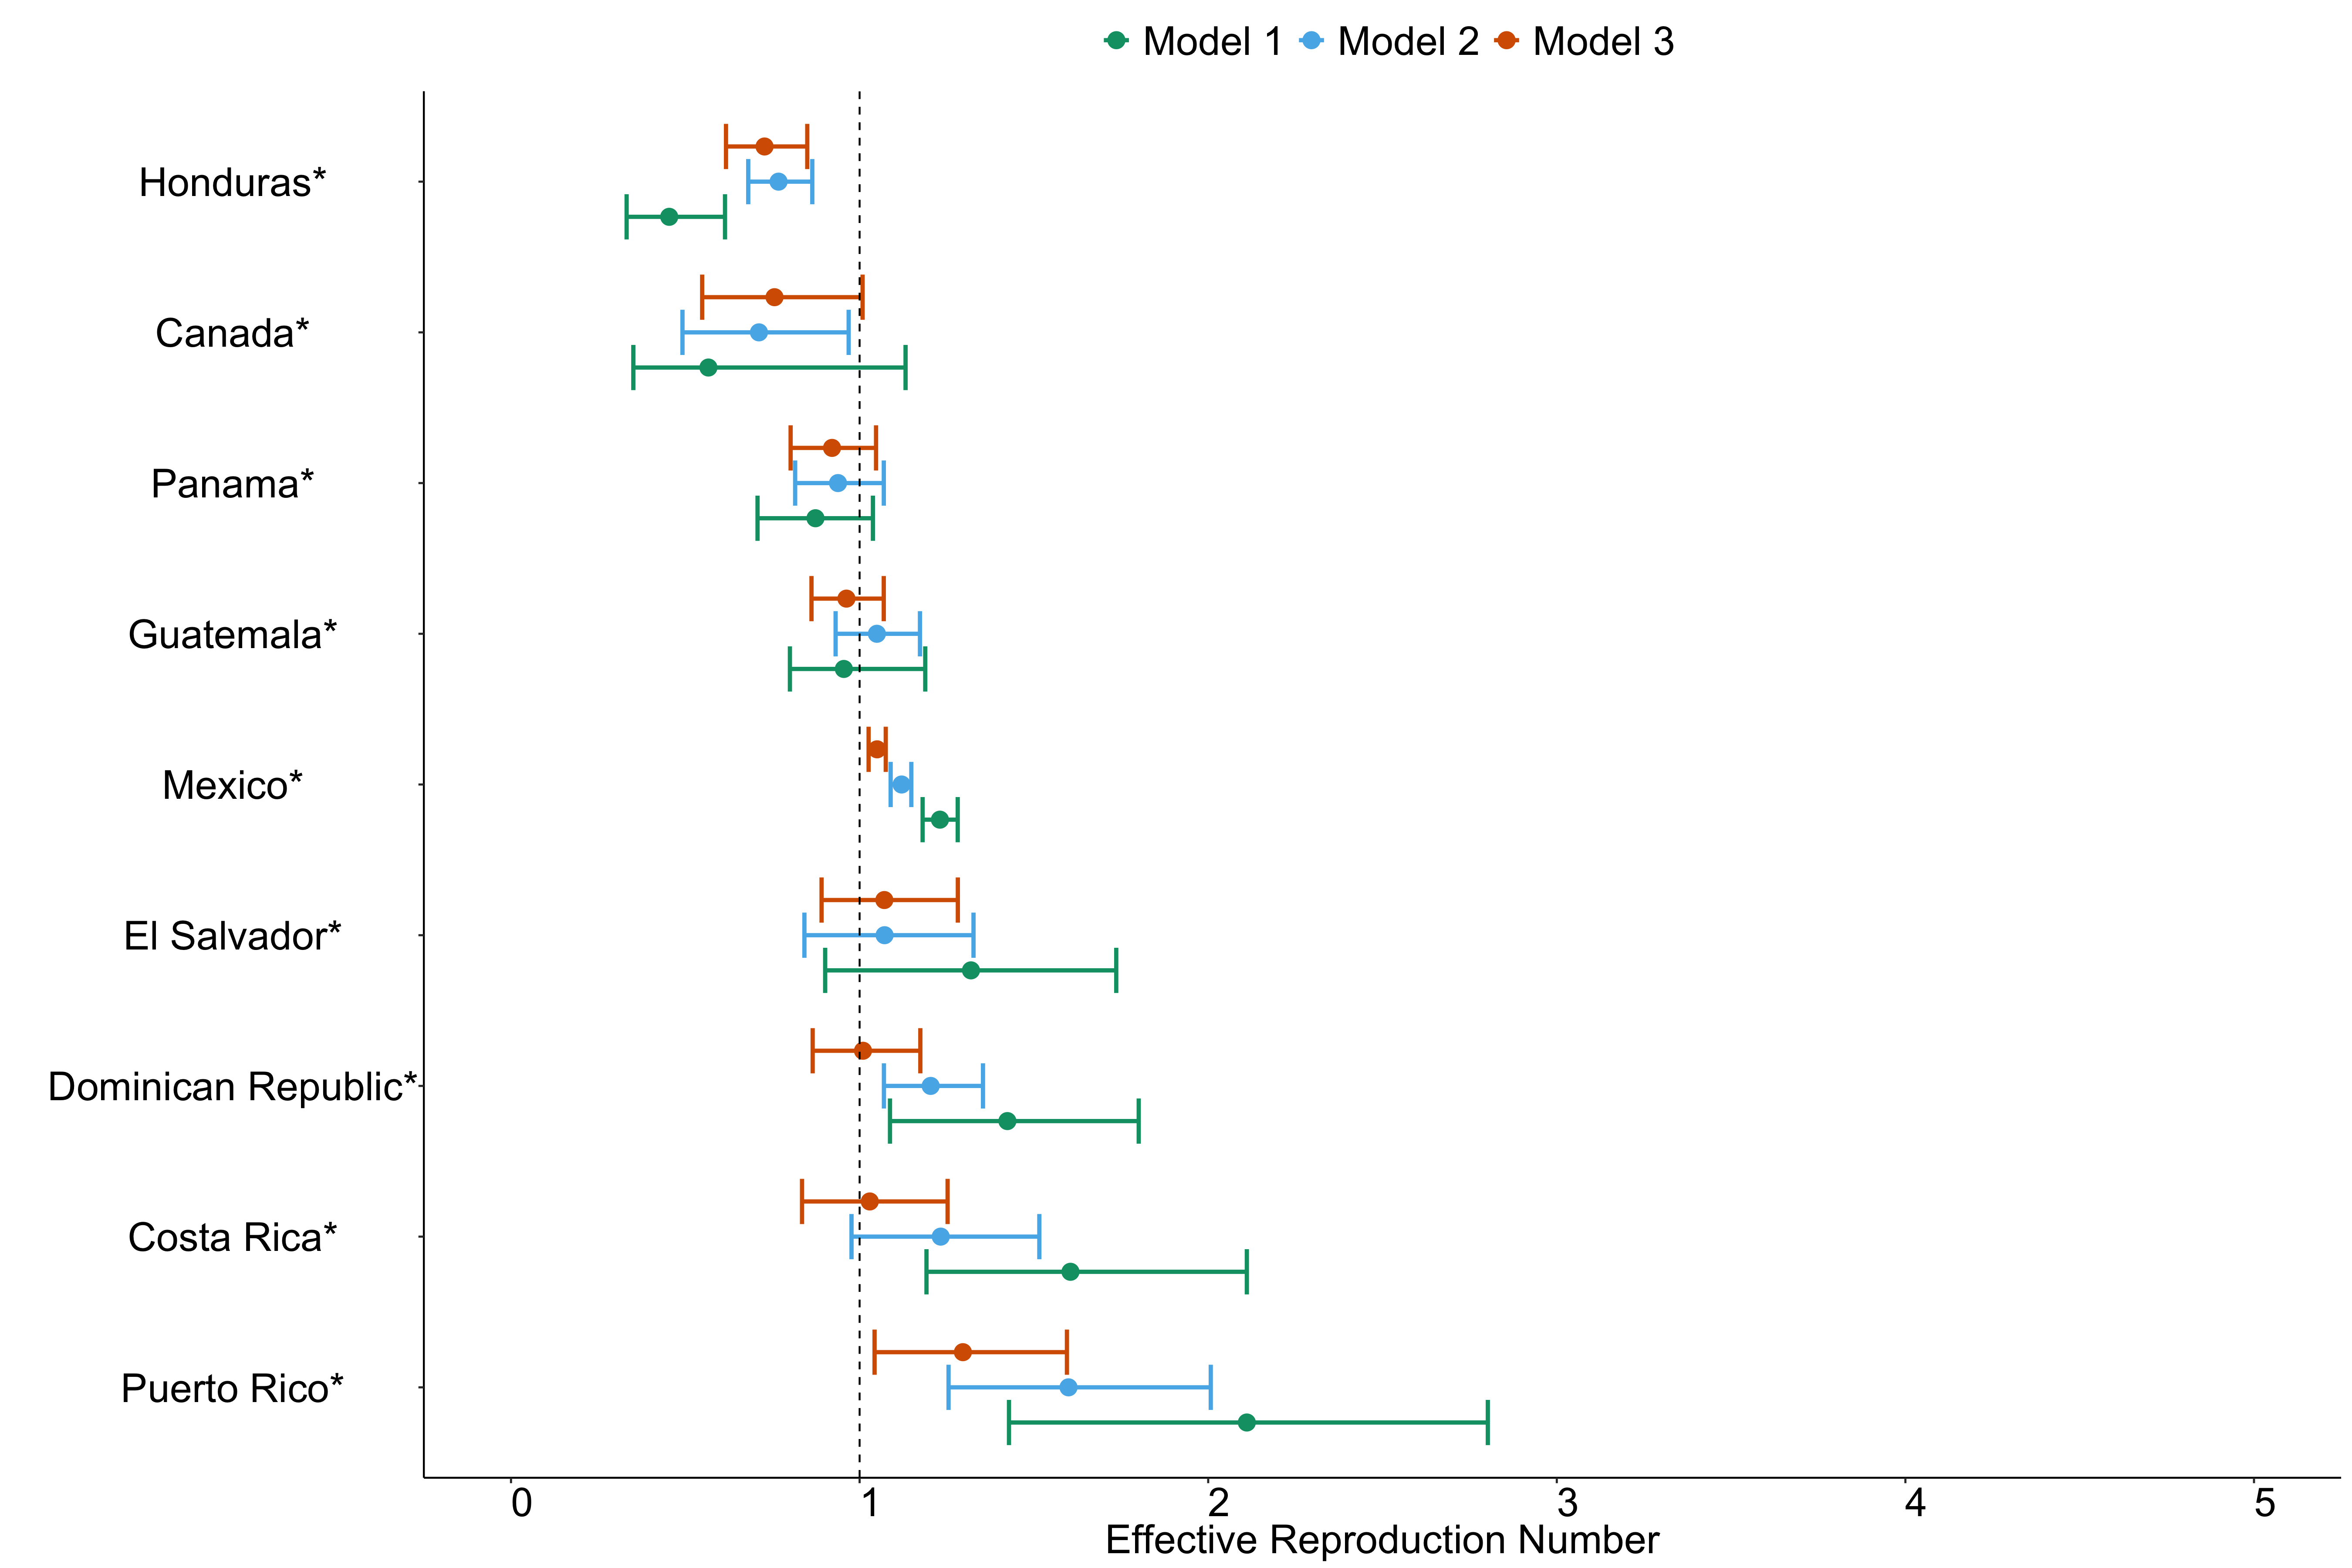 Model 1 Model 2 Model 3
Honduras*
Canada*
Panama*
Guatemala*
Mexico*
El Salvador*
Dominican Republic*
Costa Rica*
Puerto Rico*
0 1 2 3 4 5
Effective Reproduction Number